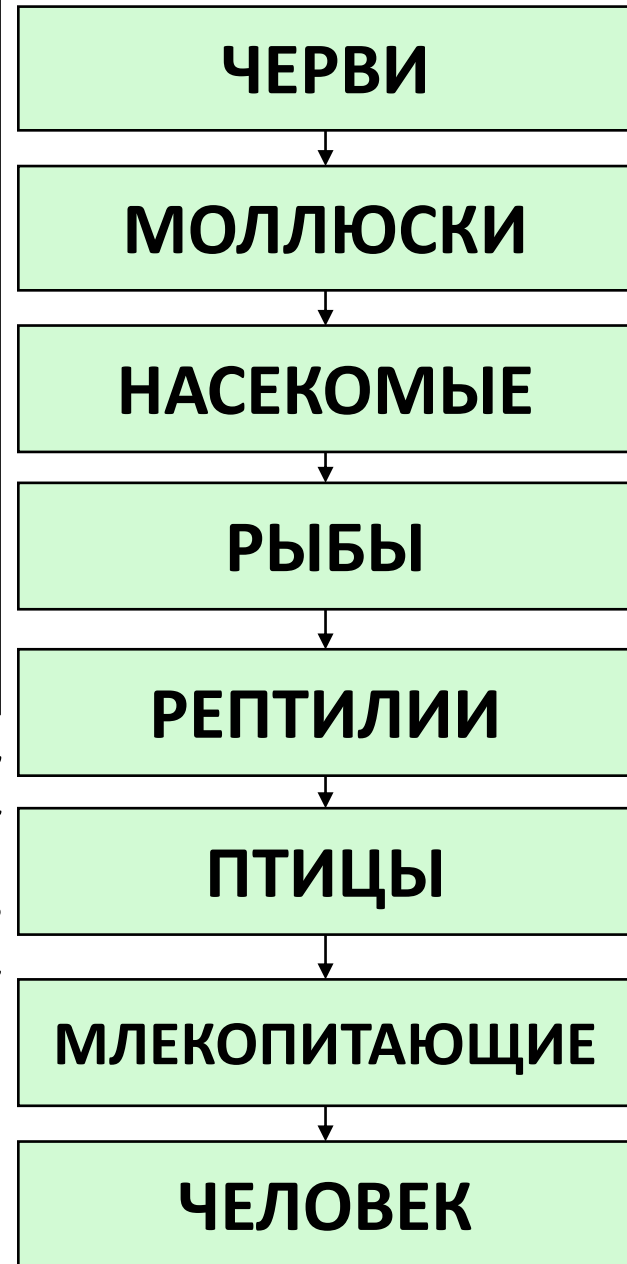 ЧЕРВИ
МОЛЛЮСКИ
НАСЕКОМЫЕ
РЫБЫ
РЕПТИЛИИ
ПТИЦЫ
МЛЕКОПИТАЮЩИЕ
ЧЕЛОВЕК